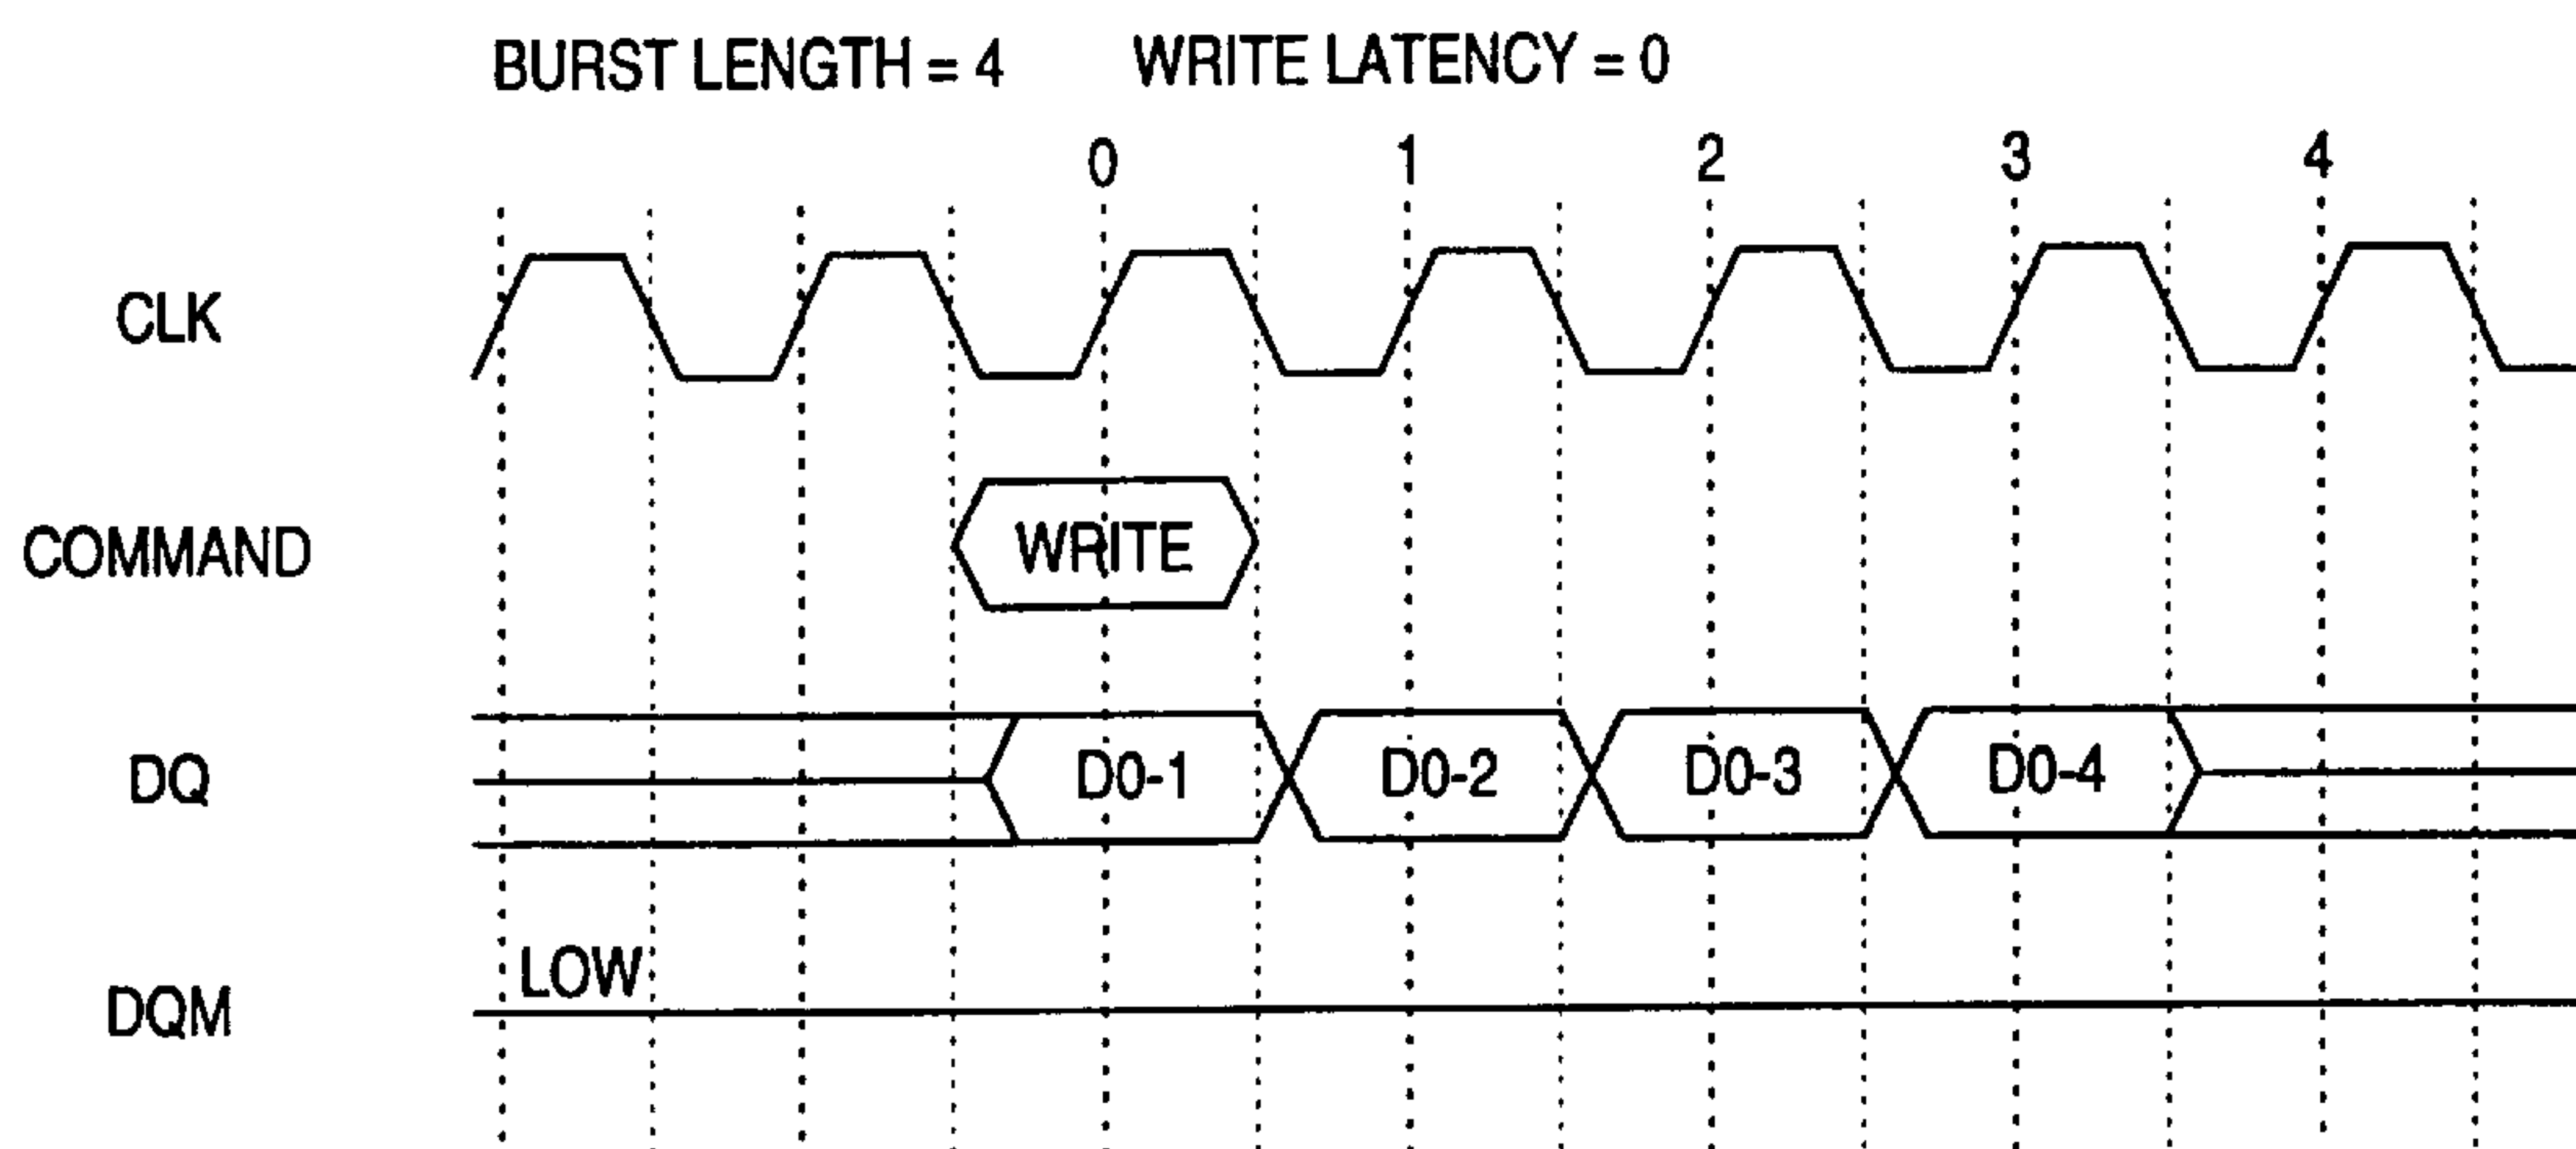 BURST LENGTH = 4 WRITE LATENCY = 0
0 1 2 3 4
CLK
COMMAND WRITE
DQ D0-1 D0-2 D0-3 D0-4
LOW
DQM